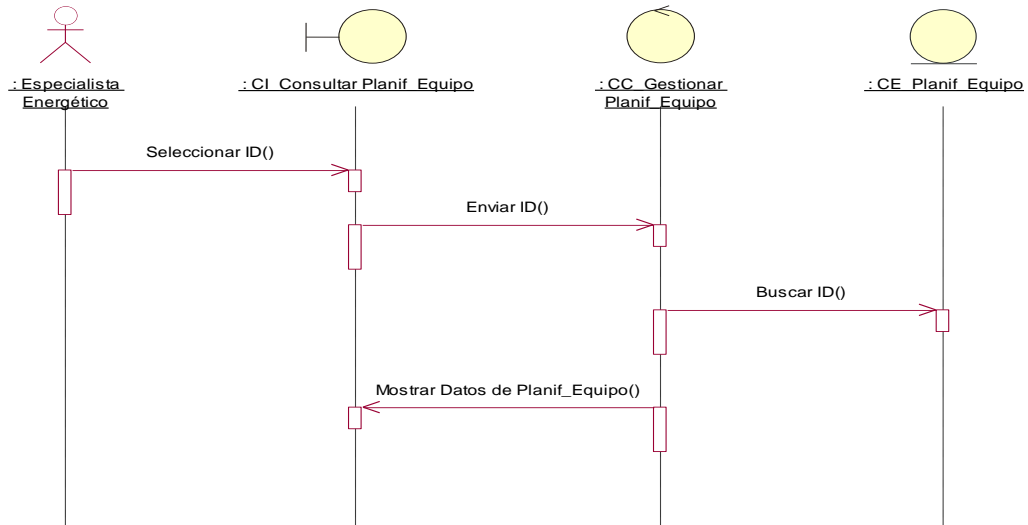 : Especialista
Energético
: CI_Consultar Planif_Equipo
: CC_Gestionar
Planif_Equipo
: CE_Planif_Equipo
Seleccionar ID()
Enviar ID()
Buscar ID()
Mostrar Datos de Planif_Equipo()